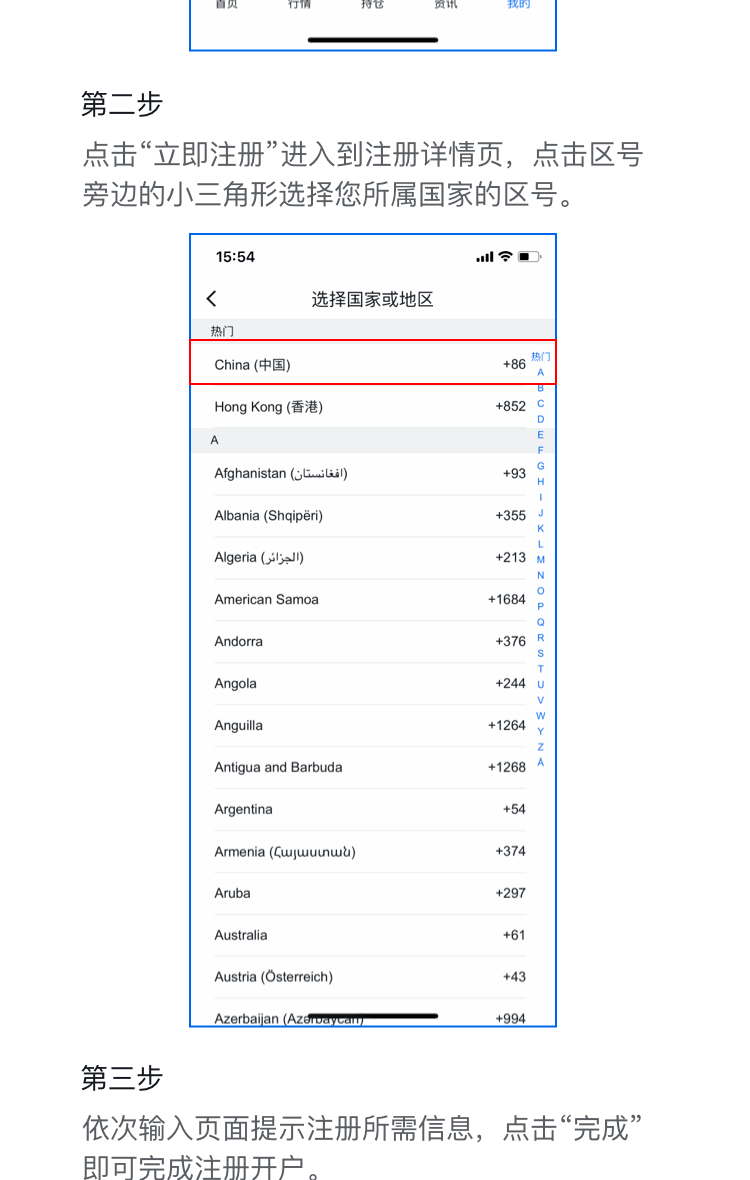 首页 行情 持仓 资讯 我的
第二步
点击“立即注册”进入到注册详情页，点击区号
旁边的小三角形选择您所属国家的区号。
15:54
选择国家或地区
热门
China (中国) +86
Hong Kong (香港) +852
A
Afghanistan (افغانستان) +93
Albania (Shqipëri) +355
Algeria (الجزائر) +213
American Samoa +1684
Andorra +376
Angola +244
Anguilla +1264
Antigua and Barbuda +1268
Argentina +54
Armenia (Հայաստան) +374
Aruba +297
Australia +61
Austria (Österreich) +43
Azerbaijan (Azərbaycan) +994
热门
A
B
C
D
E
F
G
H
I
J
K
L
M
N
O
P
Q
R
S
T
U
V
W
Y
Z
Å
第三步
依次输入页面提示注册所需信息，点击“完成”
即可完成注册开户。